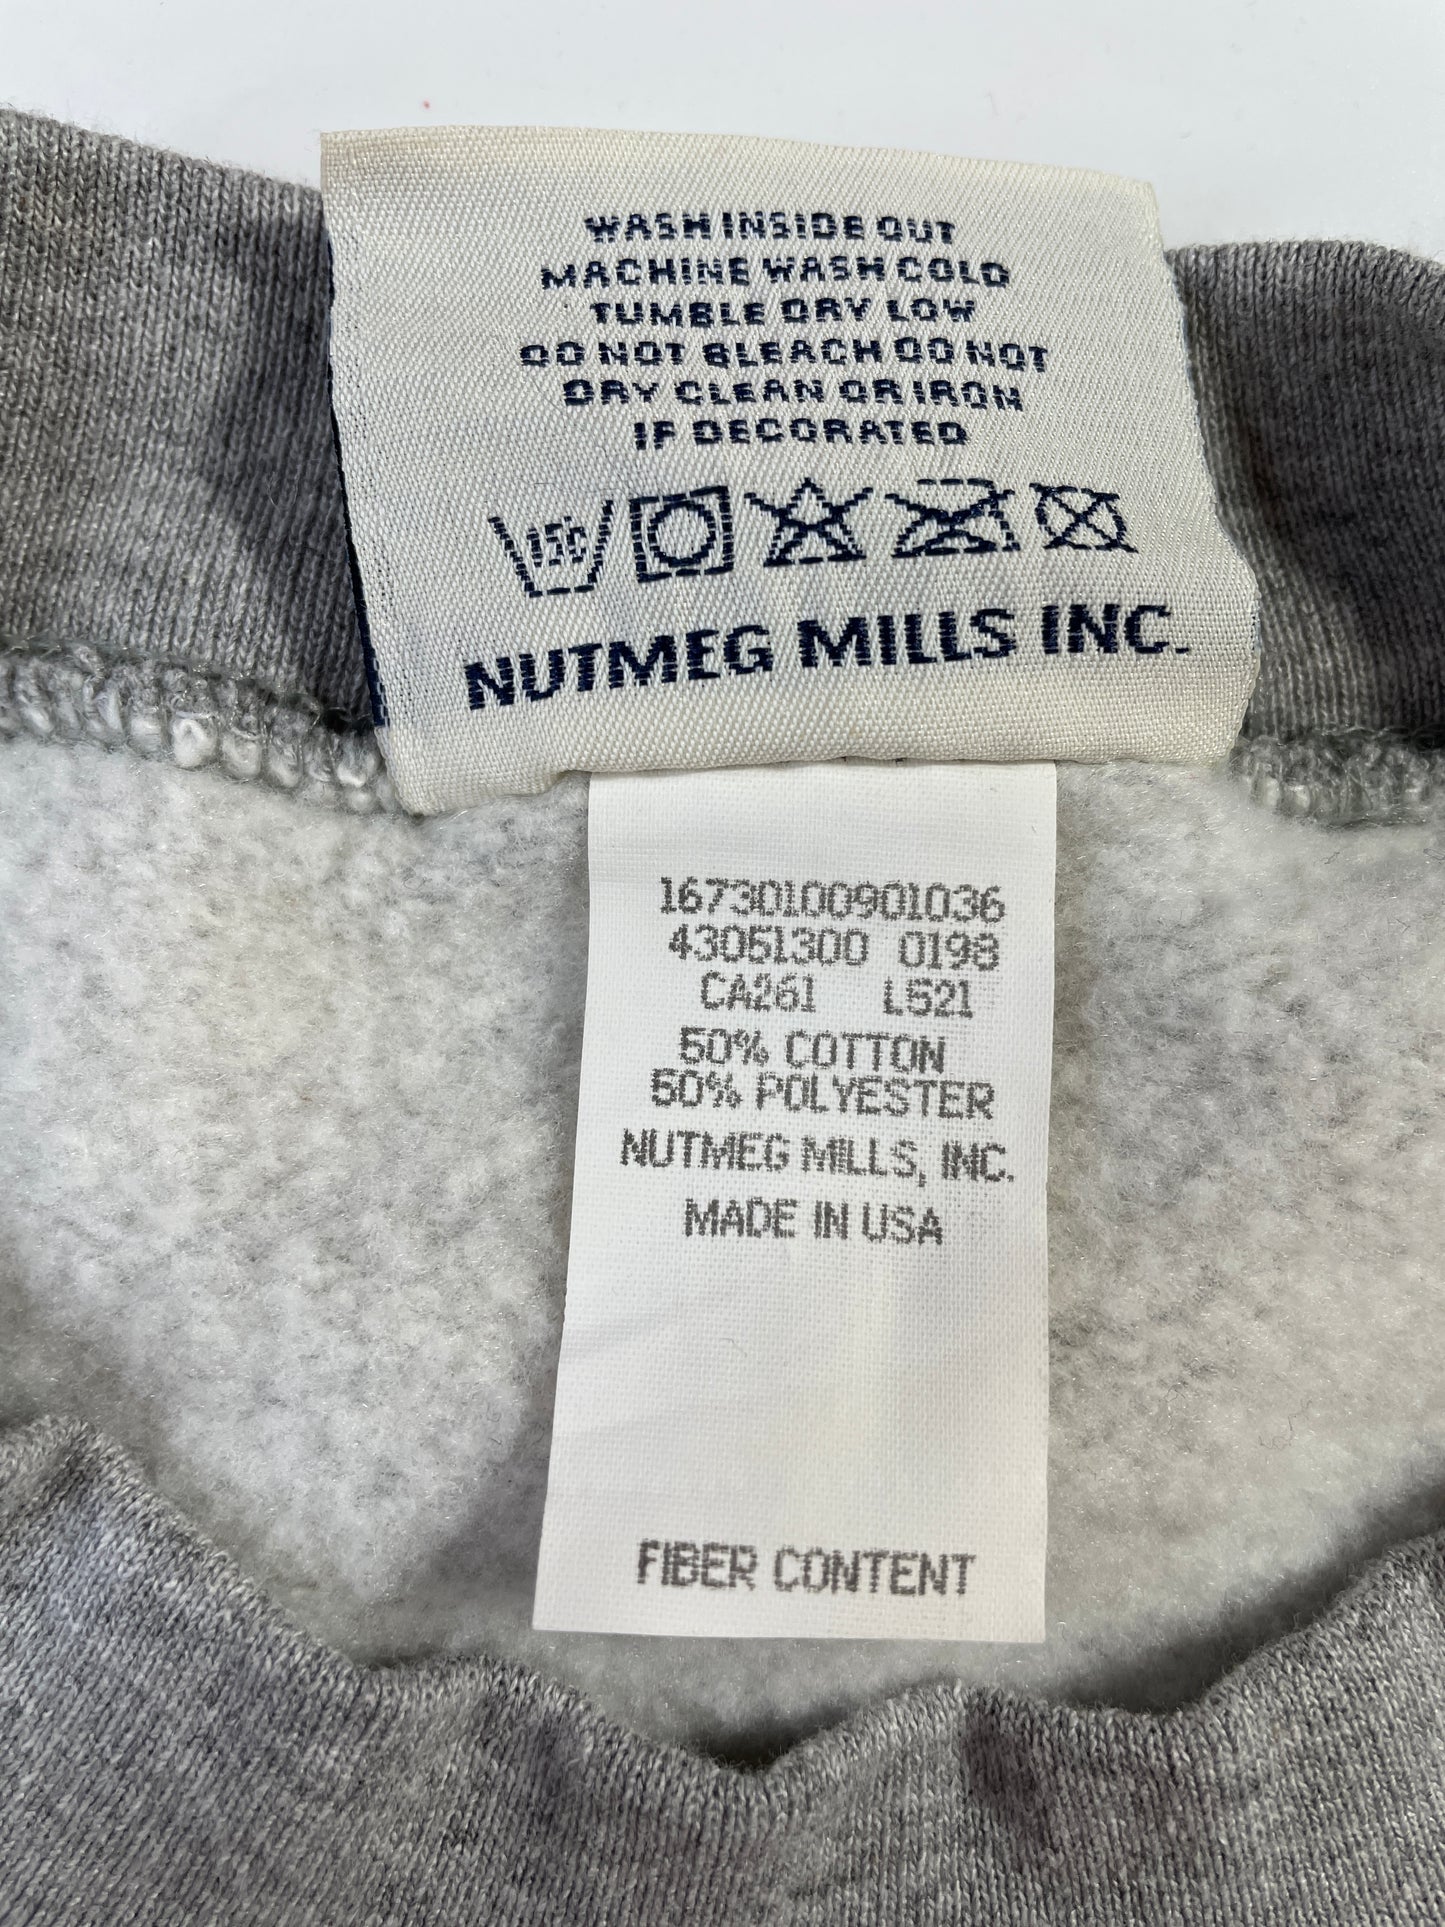 WASH INSIDE OUT
MACHINE WASH COLD
TUMBLE DRY LOW
DO NOT BLEACH DO NOT
DRY CLEAN OR IRON
IF DECORATED
NUTMEG MILLS INC.
16730100901036
43051300 0198
CA261 L521
50% COTTON
50% POLYESTER
NUTMEG MILLS, INC.
MADE IN USA
FIBER CONTENT